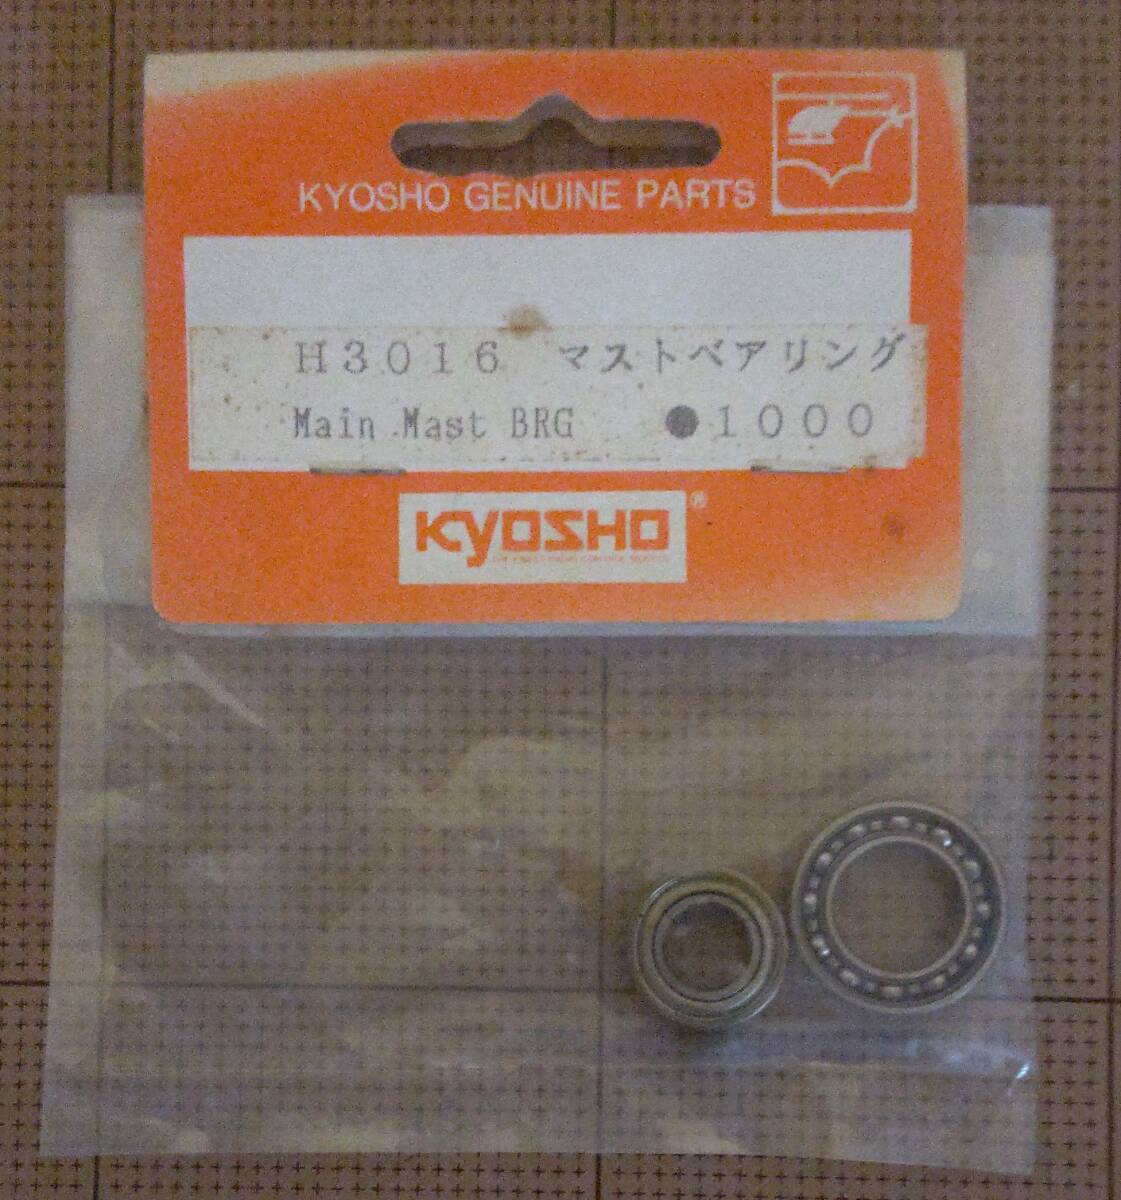 KYOSHO GENUINE PARTS
H3016 マストベアリング
Main Mast BRG ●1000
KYOSHO ®